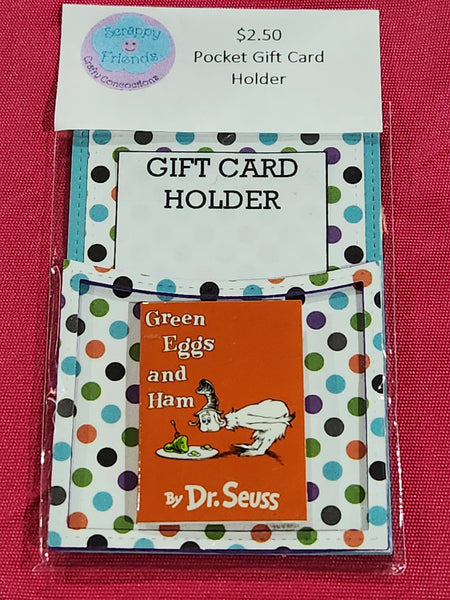 Scrappy
Friends
Crafty Concoctions
$2.50
Pocket Gift Card
Holder
GIFT CARD
HOLDER
Green
Eggs
and
Ham
By Dr. Seuss